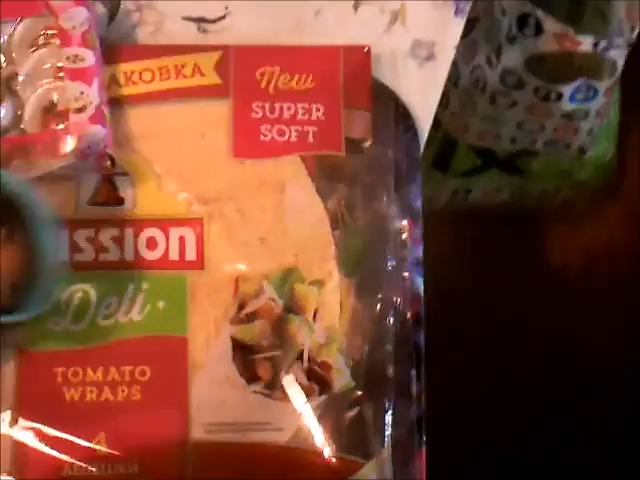 АКОВКА
New
SUPER
SOFT
ISSION
Deli
TOMATO
WRAPS
4